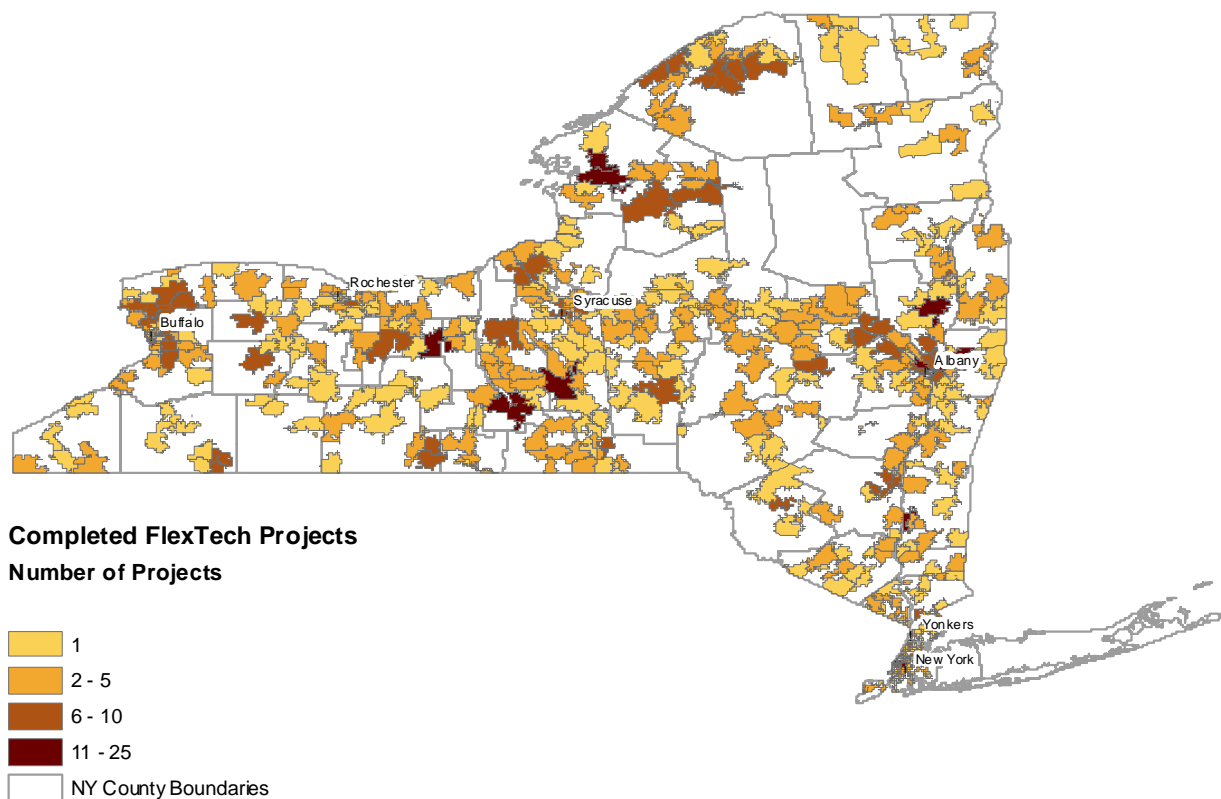 Rochester
Syracuse
Buffalo
Albany
Completed FlexTech Projects
Number of Projects
Yonkers
1
New York
2 - 5
6 - 10
11 - 25
NY County Boundaries